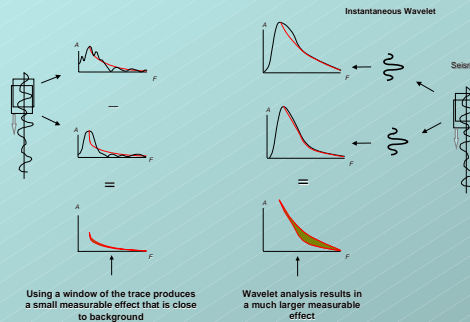 Instantaneous Wavelet
A
F
A
F
Seism
A
F
A
F
A
F
A
F
Using a window of the trace produces
a small measurable effect that is close
to background
Wavelet analysis results in
a much larger measurable
effect